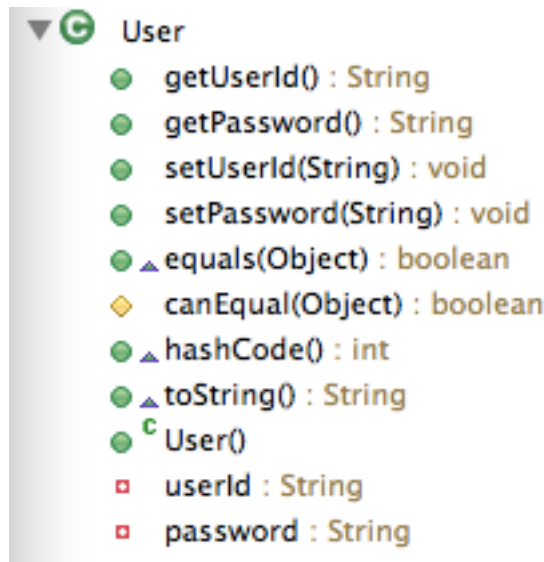 C User
getUserId() : String
getPassword() : String
setUserId(String) : void
setPassword(String) : void
equals(Object) : boolean
canEqual(Object) : boolean
hashCode() : int
toString() : String
C User()
userId : String
password : String